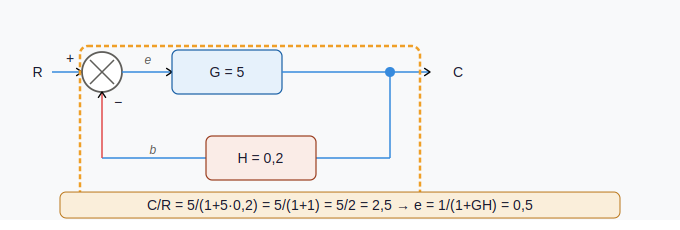 +
R
e
G = 5
C
−
b
H = 0,2
C/R = 5/(1+5·0,2) = 5/(1+1) = 5/2 = 2,5 → e = 1/(1+GH) = 0,5